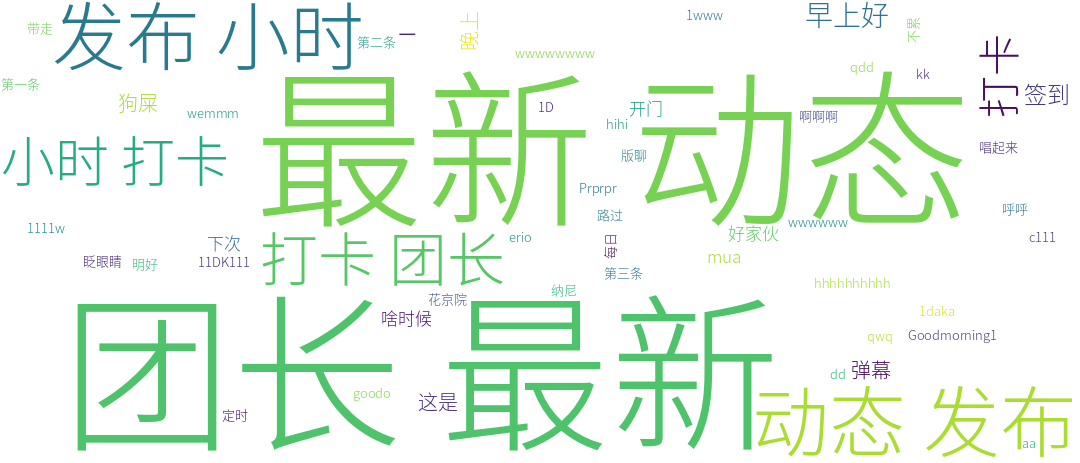 发布 小时
带走
第二条
一
晚上
1www
早上好
不要
wwwwwwww
qdd
kk
打卡
签到
第一条
狗屎
wemmm
最新 动态
1D
hihi
开门
啊啊啊
版聊
唱起来
小时 打卡
Prprpr
路过
呼呼
1111w
下次
打卡 团长
erio
每日
好家伙
wwwwww
c111
眨眼睛
明好
11DK111
mua
第三条
纳尼
花京院
hhhhhhhhhh
团长 最新
啥时候
1daka
qwq
Goodmorning1
goodo
这是
dd
弹幕
定时
动态 发布
aa